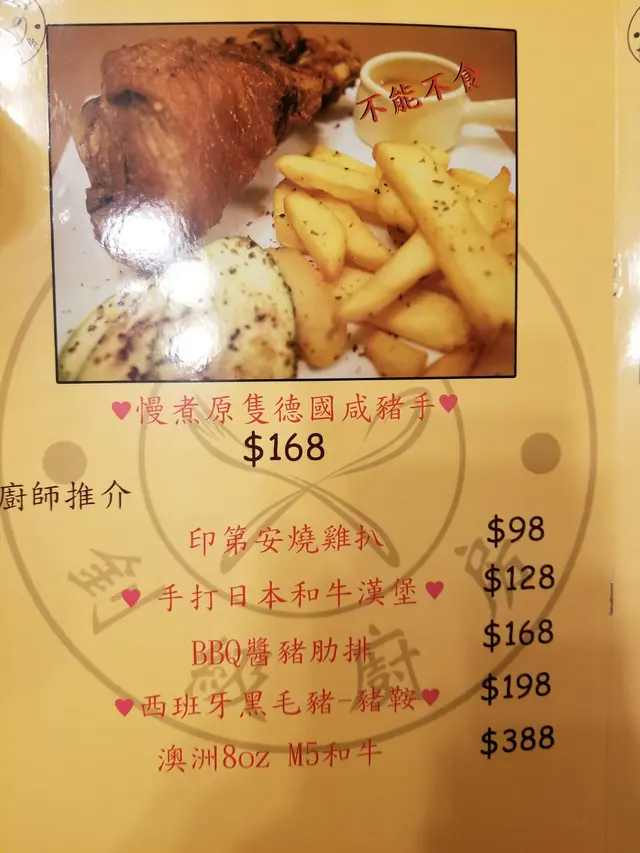 不能不食
♥慢煮原隻德國咸豬手♥
$168
廚師推介
印第安燒雞扒 $98
♥ 手打日本和牛漢堡♥ $128
BBQ醬豬肋排 $168
♥西班牙黑毛豬-豬鞍♥ $198
澳洲8oz M5和牛 $388